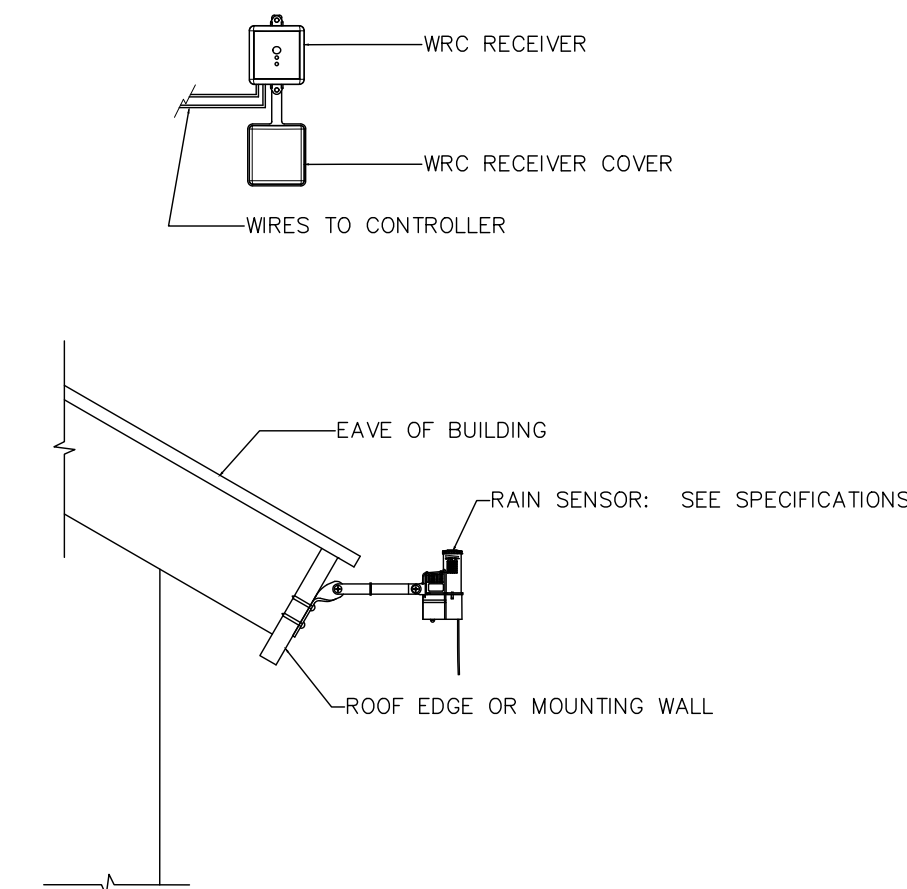 WRC RECEIVER
WRC RECEIVER COVER
WIRES TO CONTROLLER
EAVE OF BUILDING
RAIN SENSOR: SEE SPECIFICATIONS
ROOF EDGE OR MOUNTING WALL